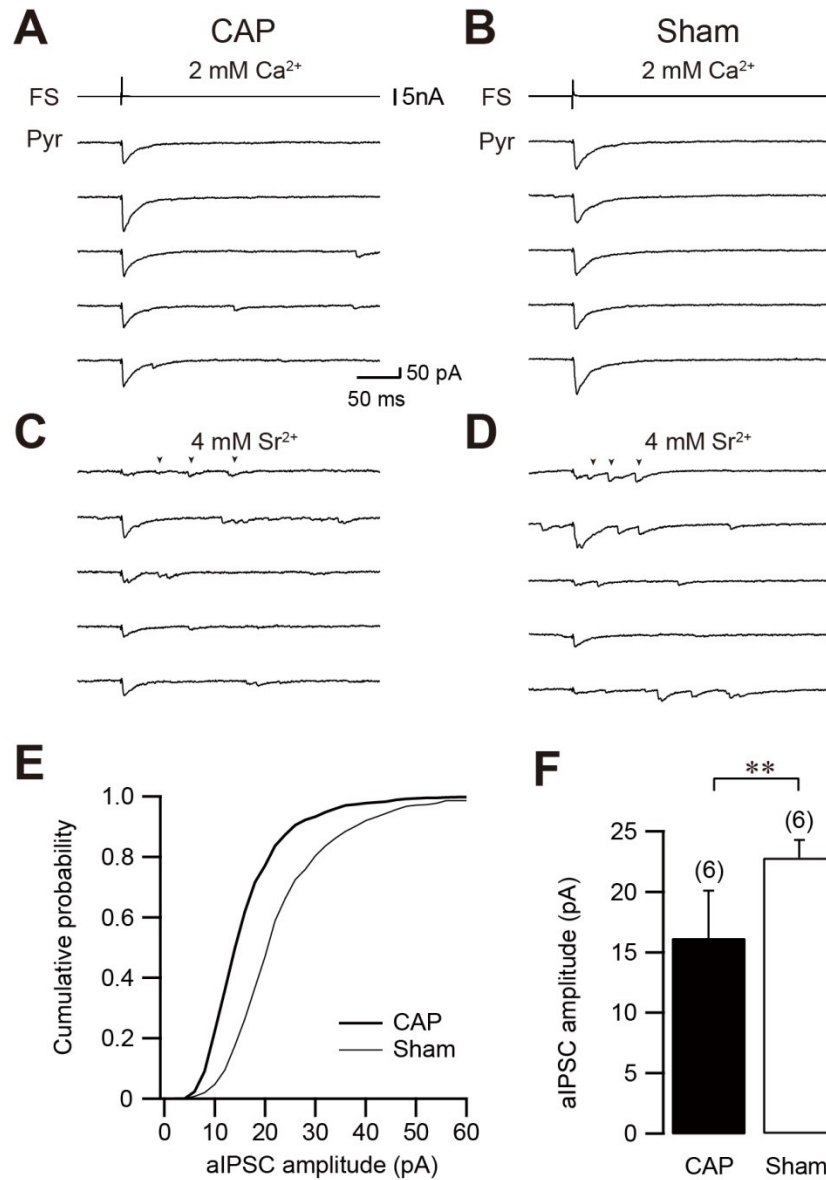 A
CAP
B
Sham
2 mM Ca²⁺
2 mM Ca²⁺
FS
5nA
FS
Pyr
Pyr
50 pA
50 ms
C
4 mM Sr²⁺
D
4 mM Sr²⁺
E
Cumulative probability
1.0
0.8
0.6
0.4
0.2
0
CAP
Sham
0
10
20
30
40
50
60
aIPSC amplitude (pA)
F
**
(6)
(6)
aIPSC amplitude (pA)
25
20
15
10
5
0
CAP
Sham